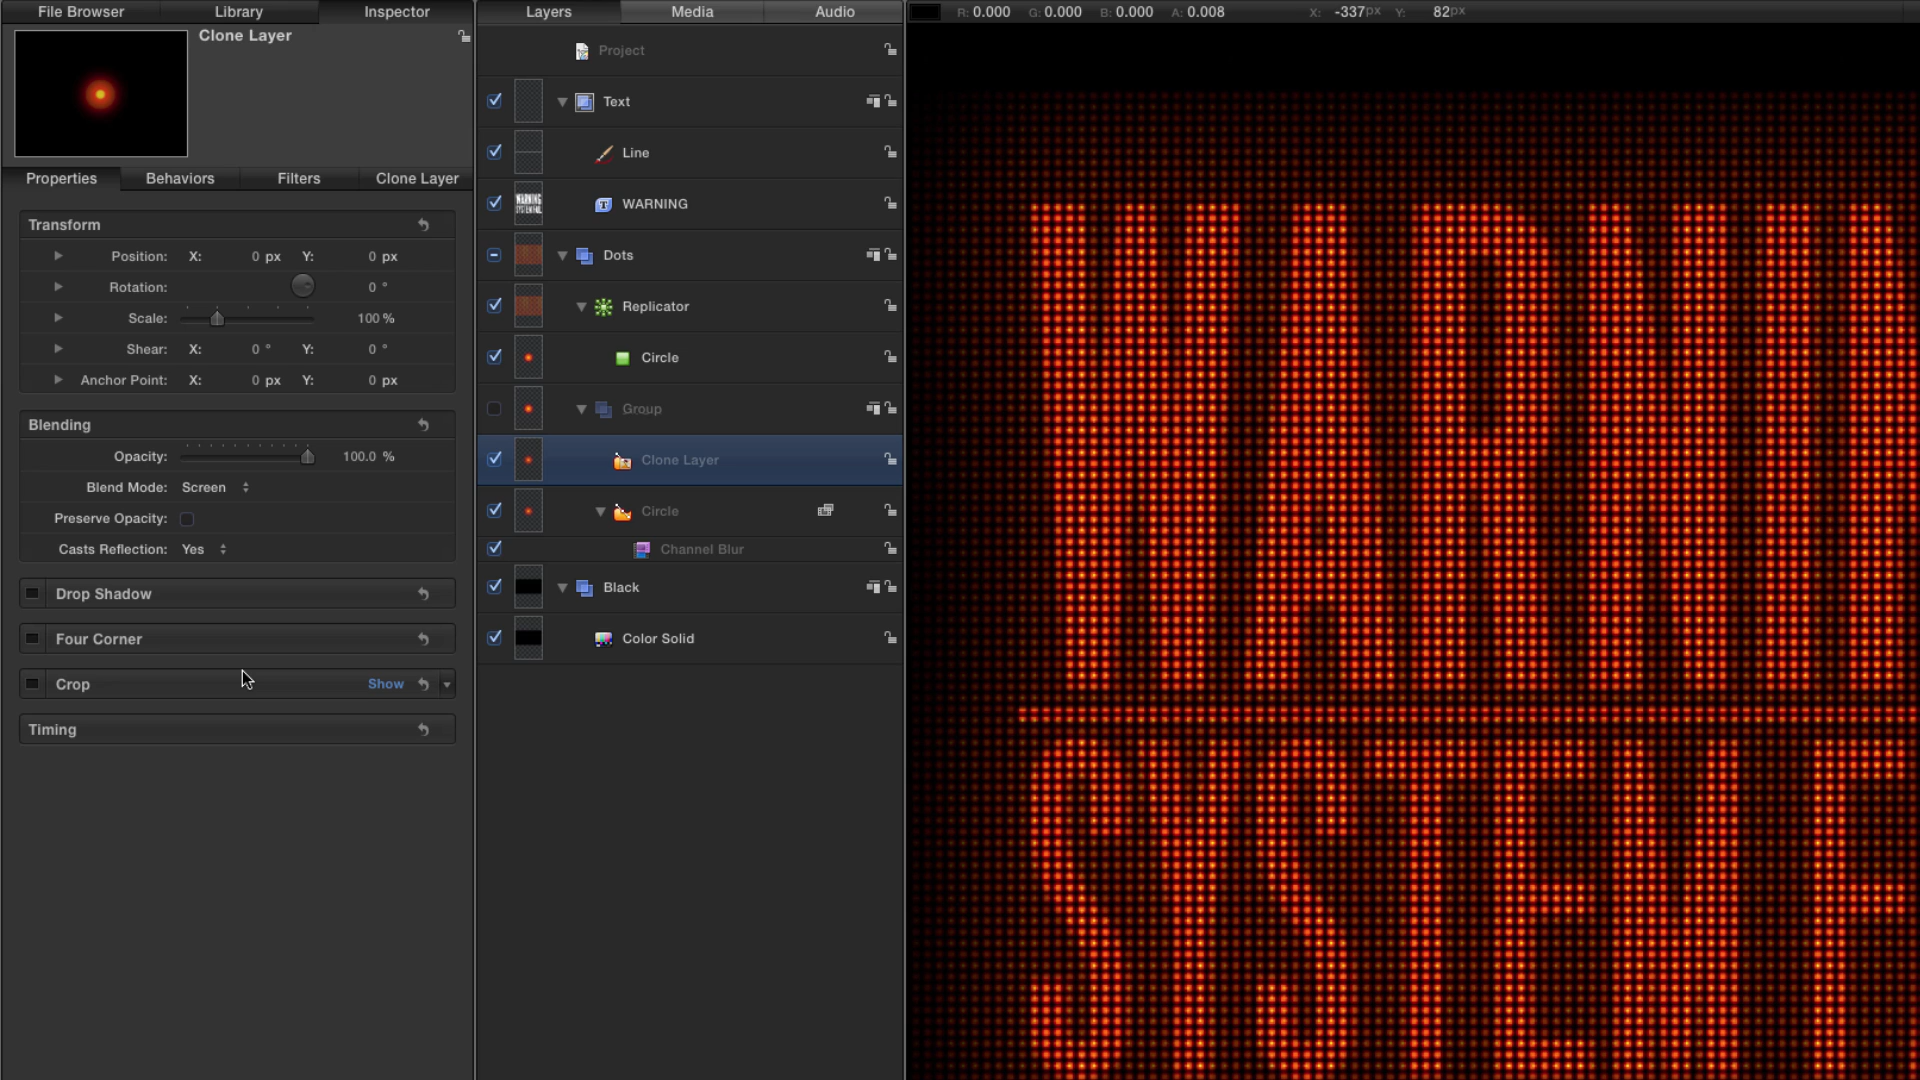 File Browser Library Inspector
Clone Layer
Properties Behaviors Filters Clone Layer
Transform
Position: X: 0 px Y: 0 px
Rotation: 0 °
Scale: 100 %
Shear: X: 0 ° Y: 0 °
Anchor Point: X: 0 px Y: 0 px
Blending
Opacity: 100.0 %
Blend Mode: Screen
Preserve Opacity:
Casts Reflection: Yes
Drop Shadow
Four Corner
Crop Show
Timing
Layers Media Audio
Project
Text
Line
WARNING
Dots
Replicator
Circle
Group
Clone Layer
Circle
Channel Blur
Black
Color Solid
R: 0.000 G: 0.000 B: 0.000 A: 0.008 X: -337px Y: 82px
WARNI
SYSTEM F